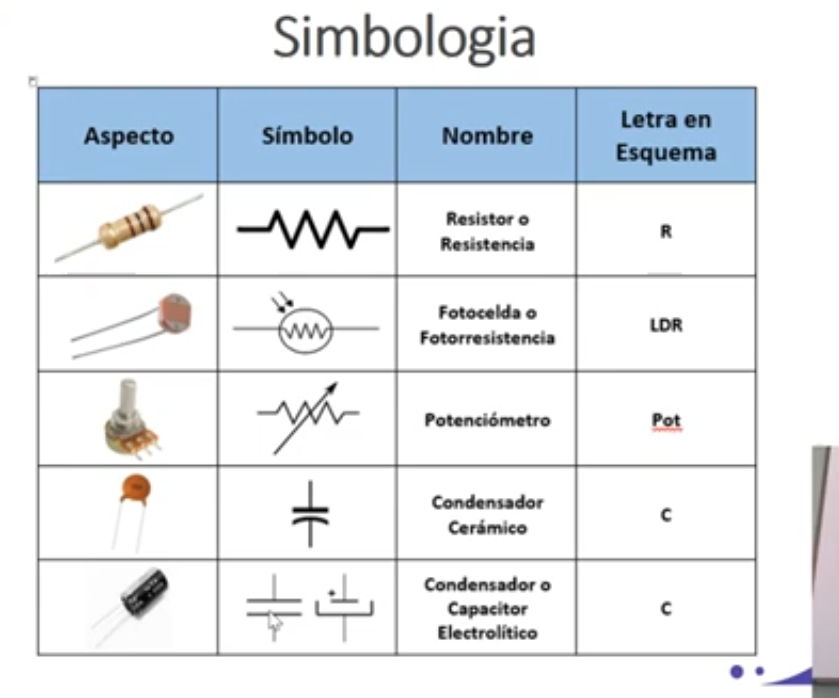 Simbologia
Aspecto
Símbolo
Nombre
Letra en
Esquema
Resistor o
Resistencia
R
Fotocelda o
Fotorresistencia
LDR
Potenciómetro
Pot
Condensador
Cerámico
C
Condensador o
Capacitor
Electrolítico
C